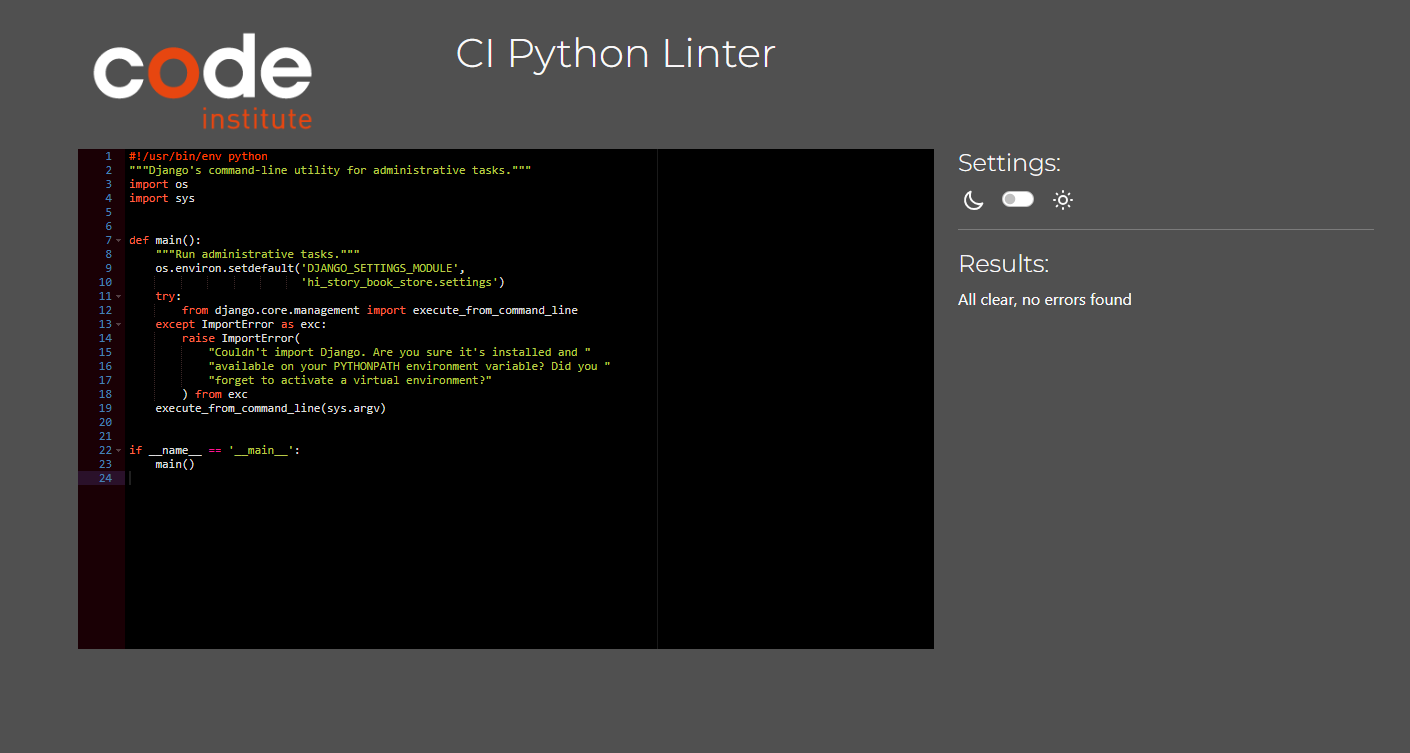 code
institute
CI Python Linter
1 #!/usr/bin/env python
2 """Django's command-line utility for administrative tasks."""
3 import os
4 import sys
5
6
7 def main():
8     """Run administrative tasks."""
9     os.environ.setdefault('DJANGO_SETTINGS_MODULE',
10                           'hi_story_book_store.settings')
11     try:
12         from django.core.management import execute_from_command_line
13     except ImportError as exc:
14         raise ImportError(
15             "Couldn't import Django. Are you sure it's installed and "
16             "available on your PYTHONPATH environment variable? Did you "
17             "forget to activate a virtual environment?"
18         ) from exc
19     execute_from_command_line(sys.argv)
20
21
22 if __name__ == '__main__':
23     main()
24
Settings:
Results:
All clear, no errors found